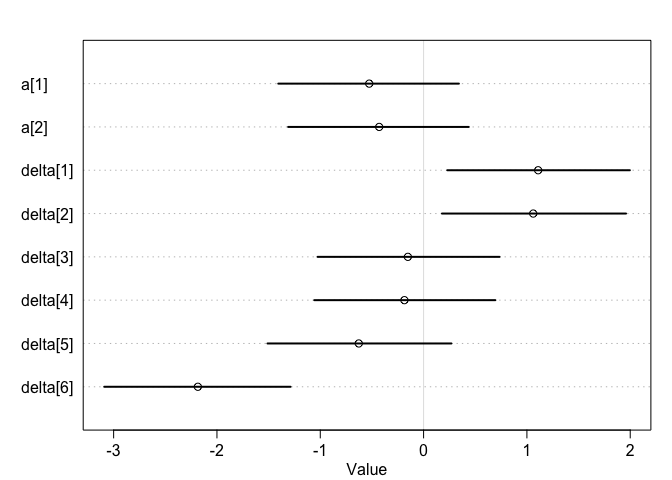 a[1]
a[2]
delta[1]
delta[2]
delta[3]
delta[4]
delta[5]
delta[6]
-3 -2 -1 0 1 2
Value